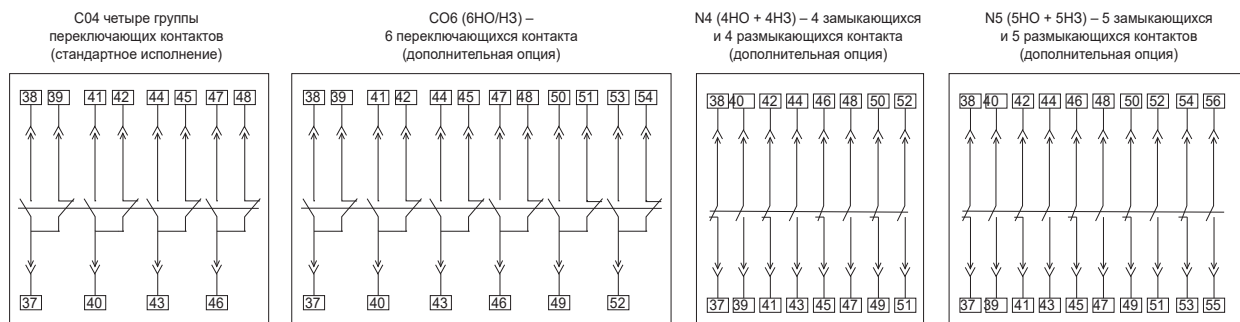 C04 четыре группы
переключающих контактов
(стандартное исполнение)
38 39 41 42 44 45 47 48
37 40 43 46
CO6 (6НО/НЗ) –
6 переключающихся контакта
(дополнительная опция)
38 39 41 42 44 45 47 48 50 51 53 54
37 40 43 46 49 52
N4 (4НО + 4НЗ) – 4 замыкающихся
и 4 размыкающихся контакта
(дополнительная опция)
38 40 42 44 46 48 50 52
37 39 41 43 45 47 49 51
N5 (5НО + 5НЗ) – 5 замыкающихся
и 5 размыкающихся контактов
(дополнительная опция)
38 40 42 44 46 48 50 52 54 56
37 39 41 43 45 47 49 51 53 55